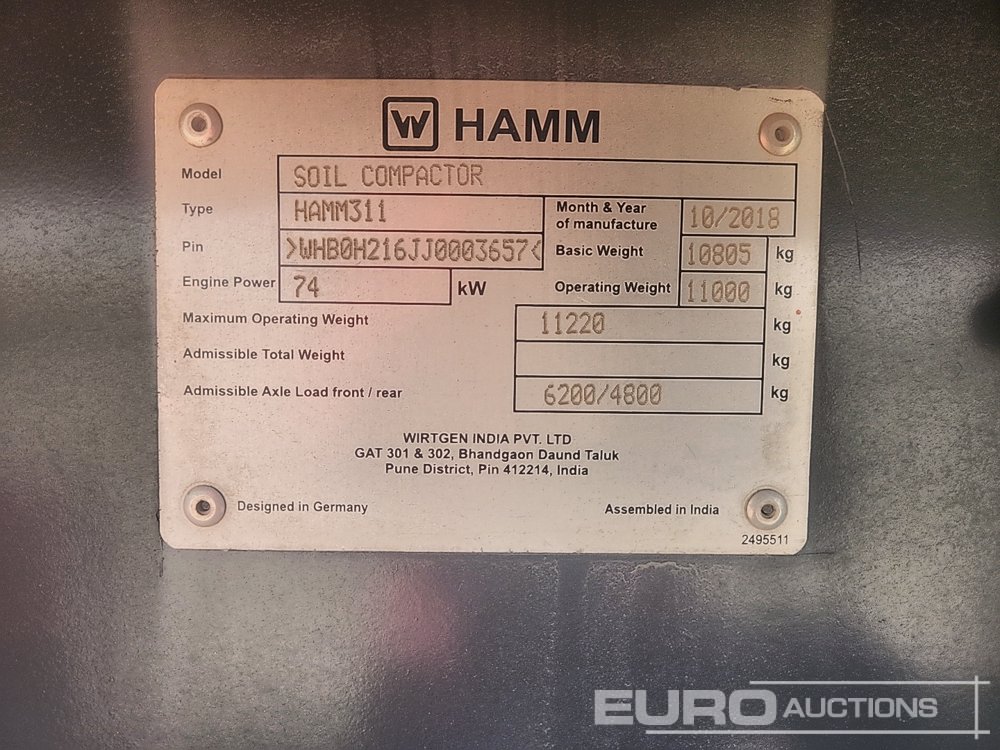 W HAMM
Model SOIL COMPACTOR
Type HAMM311 Month & Year of manufacture 10/2018
Pin >WHB0H216JJ0003657< Basic Weight 10805 kg
Engine Power 74 kW Operating Weight 11000 kg
Maximum Operating Weight 11220 kg
Admissible Total Weight kg
Admissible Axle Load front / rear 6200/4800 kg
WIRTGEN INDIA PVT. LTD
GAT 301 & 302, Bhandgaon Daund Taluk
Pune District, Pin 412214, India
Designed in Germany Assembled in India
2495511
EURO AUCTIONS